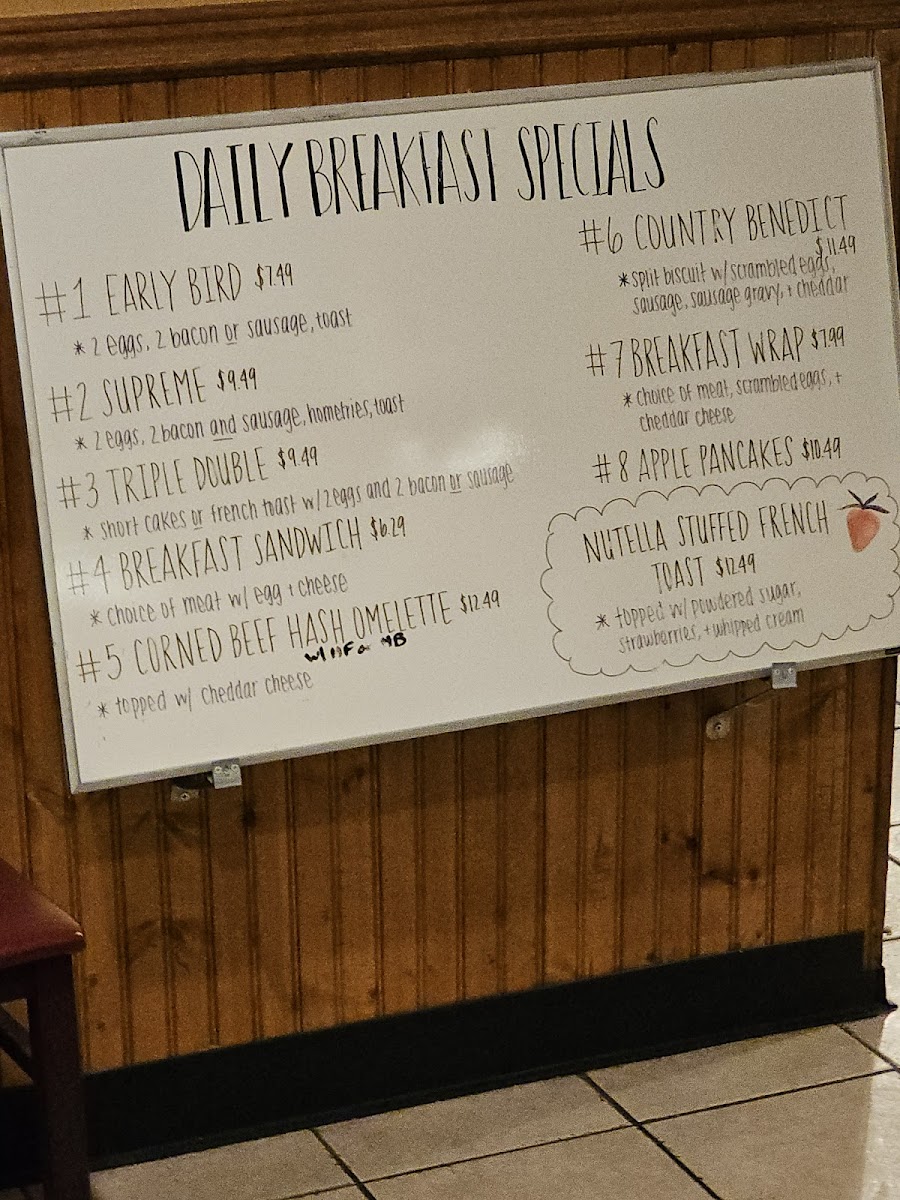 DAILY BREAKFAST SPECIALS
#1 EARLY BIRD $7.49
* 2 eggs, 2 bacon or sausage, toast
#2 SUPREME $9.49
* 2 eggs, 2 bacon and sausage, homefries, toast
#3 TRIPLE DOUBLE $9.49
* short cakes or french toast w/ 2 eggs and 2 bacon or sausage
#4 BREAKFAST SANDWICH $6.29
* choice of meat w/ egg + cheese
#5 CORNED BEEF HASH OMELETTE $12.49
w/ HF or HB
* topped w/ cheddar cheese
#6 COUNTRY BENEDICT
$11.49
* split biscuit w/ scrambled eggs,
sausage, sausage gravy, + cheddar
#7 BREAKFAST WRAP $7.99
* choice of meat, scrambled eggs, +
cheddar cheese
#8 APPLE PANCAKES $10.49
NUTELLA STUFFED FRENCH
TOAST $12.49
* topped w/ powdered sugar,
strawberries, + whipped cream